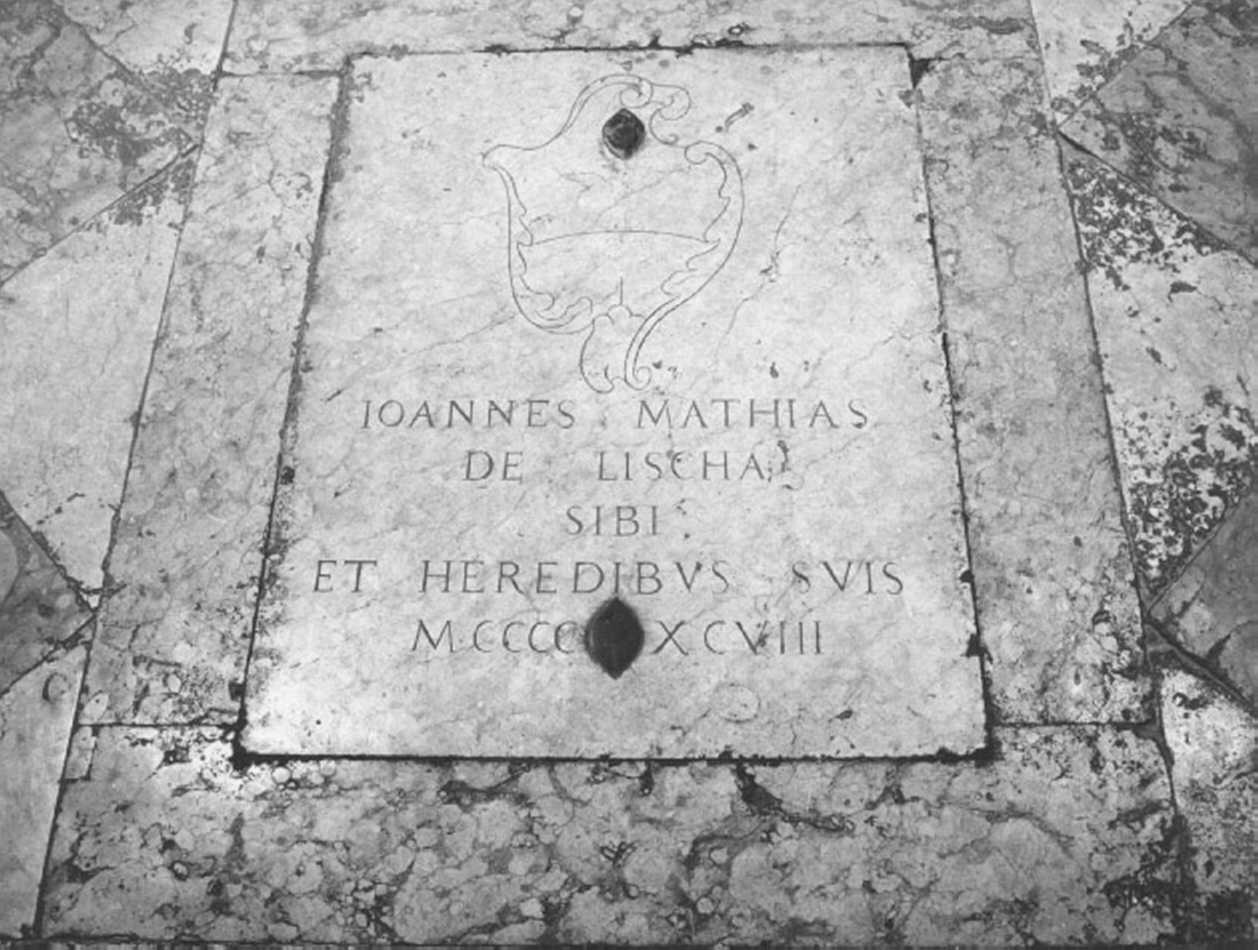 IOANNES MATHIAS
DE LISCHA
SIBI
ET HEREDIBVS SVIS
M·CCCC XCVIII